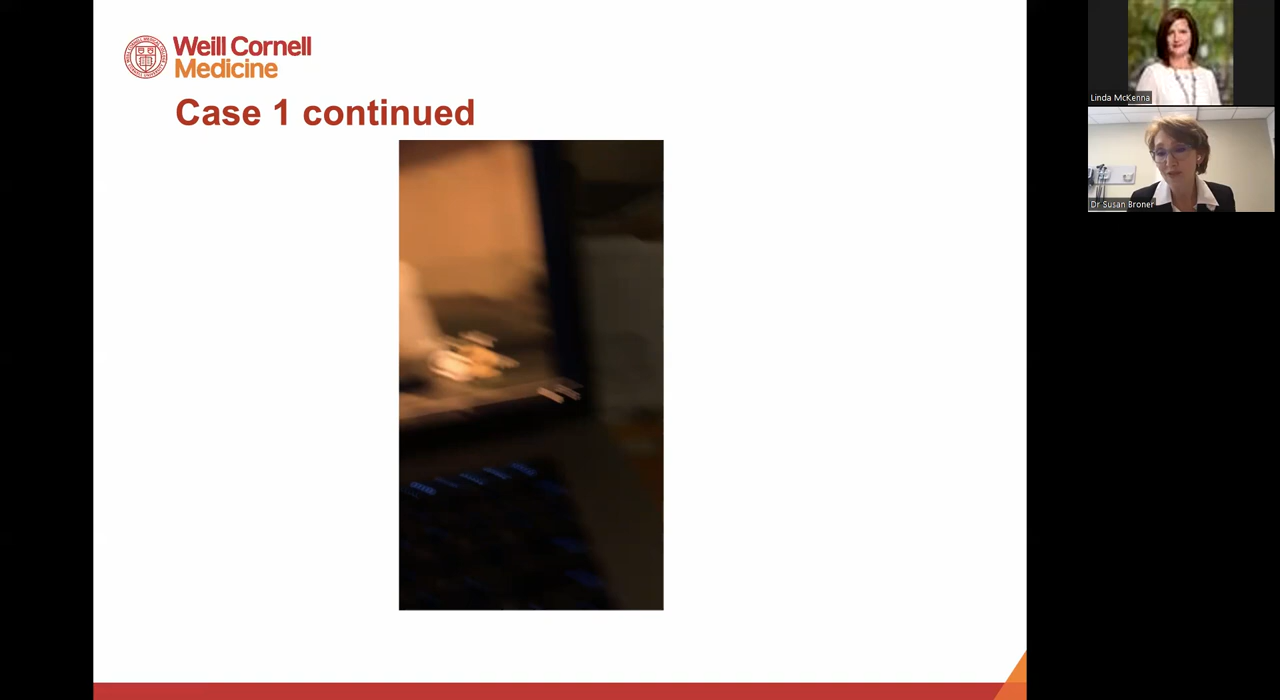 Weill Cornell
Medicine
Case 1 continued
Linda McKenna
Dr Susan Broner